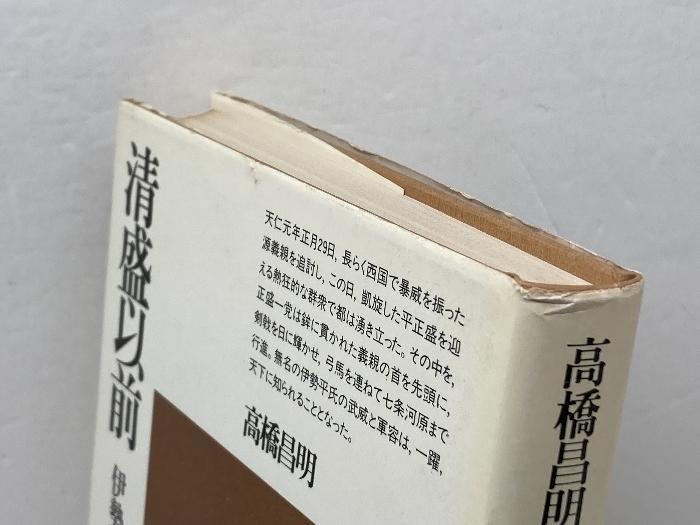 清盛以前
伊勢
天仁元年正月29日，長らく西国で暴威を振った
源義親を追討し，この日，凱旋した平正盛を迎
える熱狂的な群衆で都は湧き立った。その中を，
正盛一党は鉾に貫かれた義親の首を先頭に，
剣戟を日に輝かせ，弓馬を連ねて七条河原まで
行進。無名の伊勢平氏の武威と軍容は，一躍，
天下に知られることとなった。
高橋昌明
高橋昌明